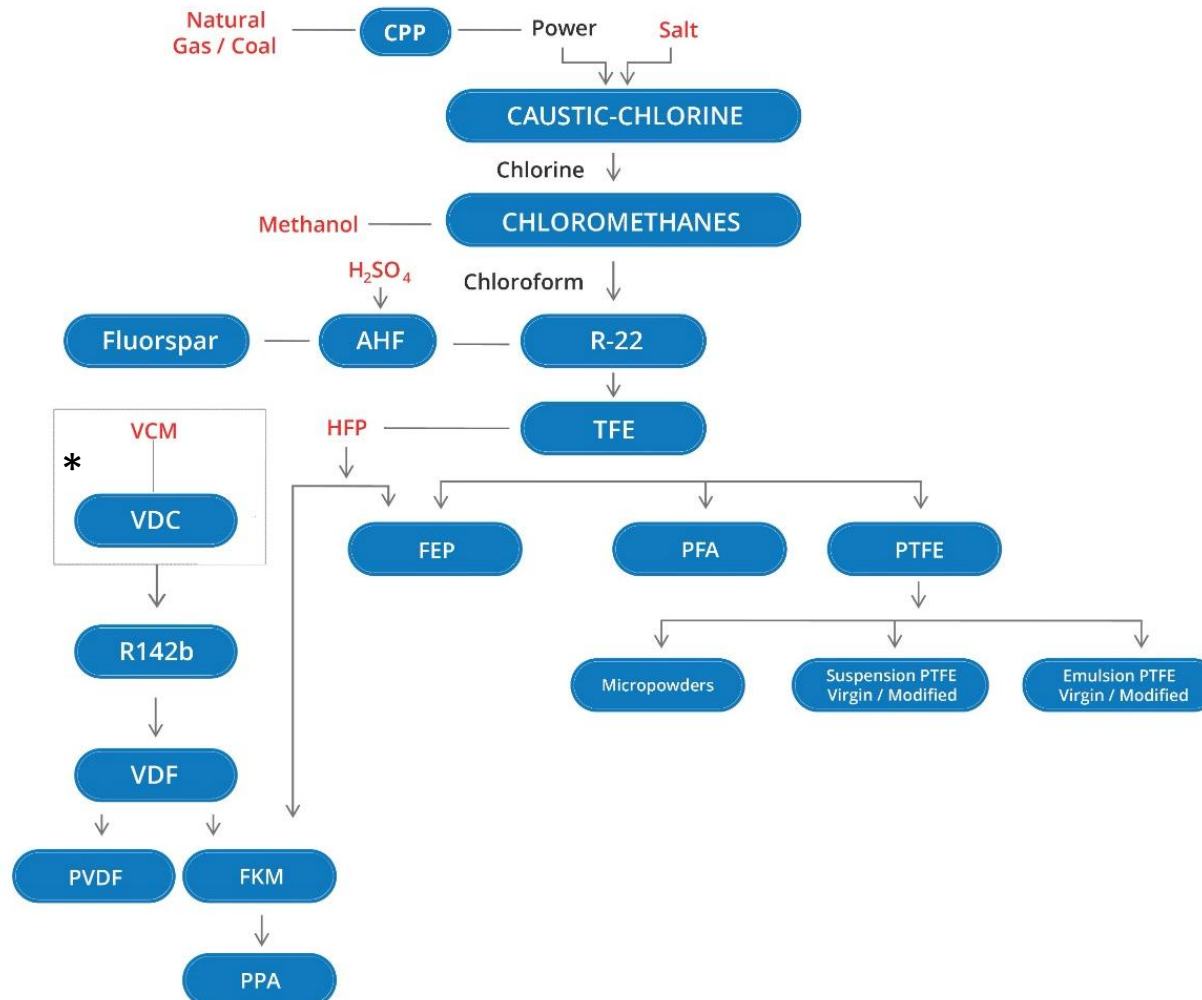 Natural
Gas / Coal
CPP
Power
Salt
CAUSTIC-CHLORINE
Chlorine
Methanol
CHLOROMETHANES
H₂SO₄
Chloroform
Fluorspar
AHF
R-22
VCM
*
HFP
TFE
VDC
FEP
PFA
PTFE
R142b
Micropowders
Suspension PTFE
Virgin / Modified
Emulsion PTFE
Virgin / Modified
VDF
PVDF
FKM
PPA